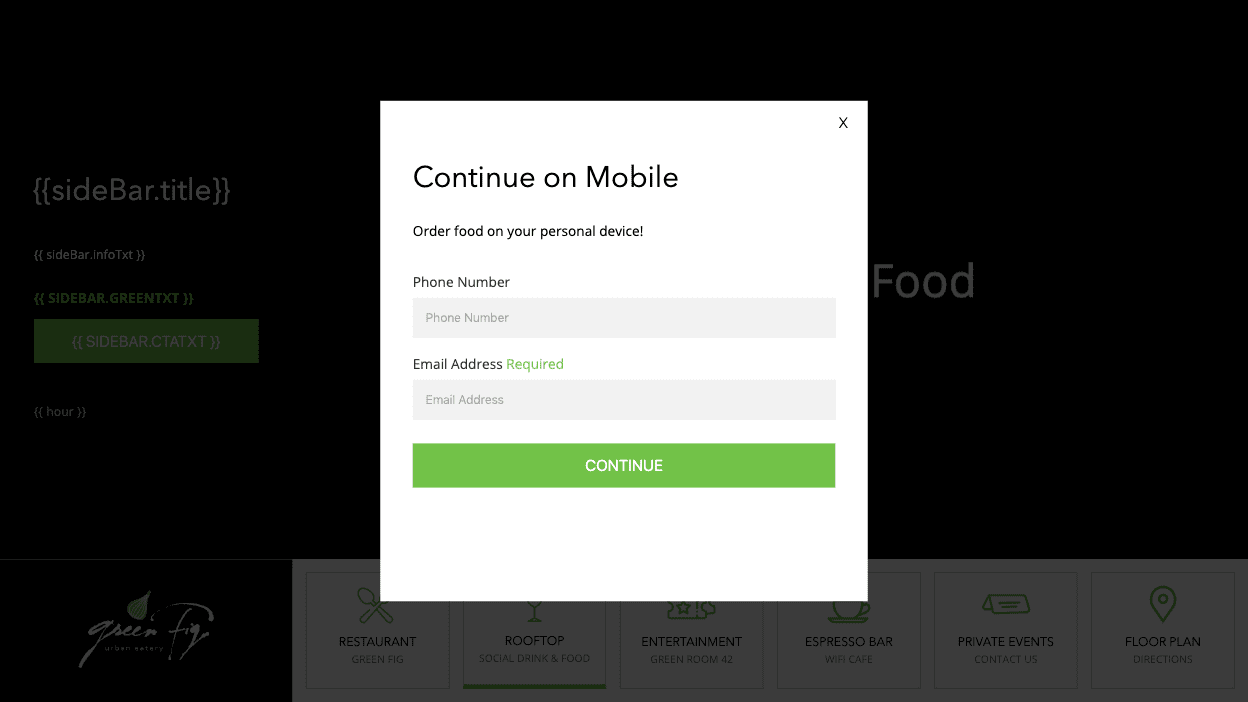 X
Continue on Mobile
Order food on your personal device!
Phone Number
Phone Number
Email Address Required
Email Address
CONTINUE
{{sideBar.title}}
{{ sideBar.infoTxt }}
{{ SIDEBAR.GREENTXT }}
{{ SIDEBAR.CTATXT }}
{{ hour }}
Food
green fig
urban eatery
RESTAURANT
GREEN FIG
ROOFTOP
SOCIAL DRINK & FOOD
ENTERTAINMENT
GREEN ROOM 42
ESPRESSO BAR
WIFI CAFE
PRIVATE EVENTS
CONTACT US
FLOOR PLAN
DIRECTIONS